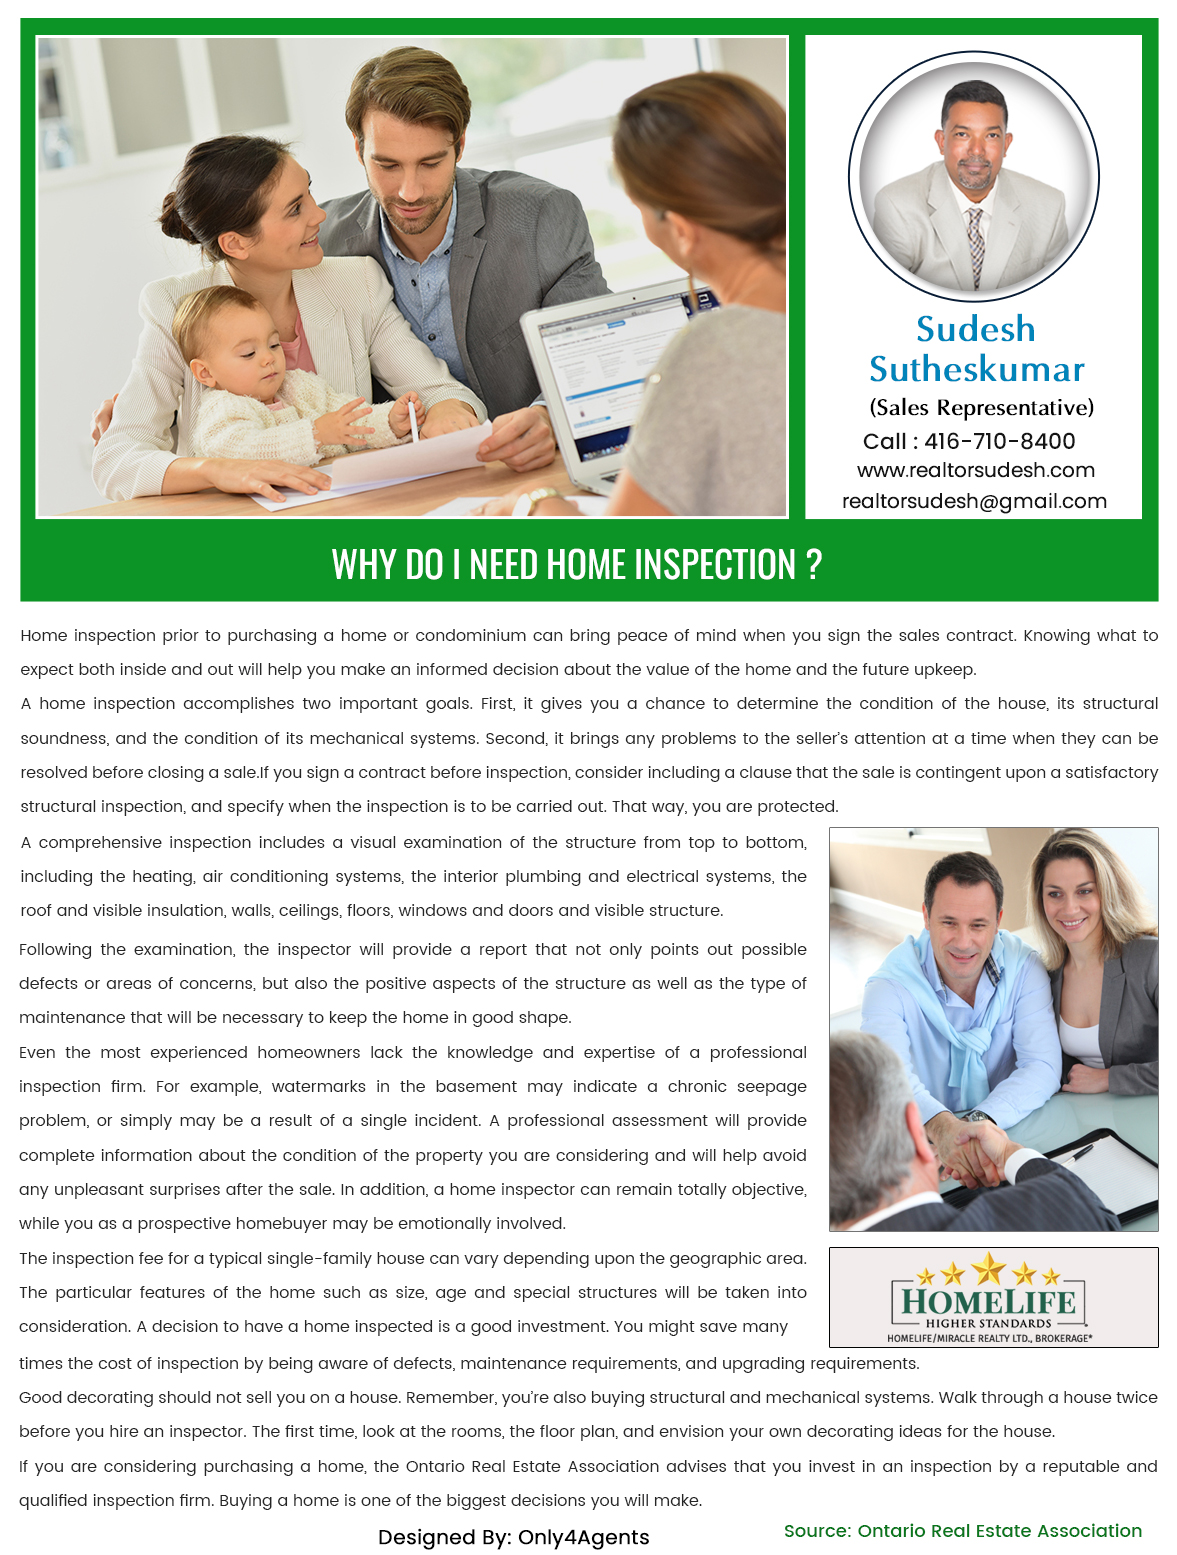 Sudesh
Sutheskumar
(Sales Representative)
Call : 416-710-8400
www.realtorsudesh.com
realtorsudesh@gmail.com
WHY DO I NEED HOME INSPECTION ?
Home inspection prior to purchasing a home or condominium can bring peace of mind when you sign the sales contract. Knowing what to
expect both inside and out will help you make an informed decision about the value of the home and the future upkeep.
A home inspection accomplishes two important goals. First, it gives you a chance to determine the condition of the house, its structural
soundness, and the condition of its mechanical systems. Second, it brings any problems to the seller's attention at a time when they can be
resolved before closing a sale.If you sign a contract before inspection, consider including a clause that the sale is contingent upon a satisfactory
structural inspection, and specify when the inspection is to be carried out. That way, you are protected.
A comprehensive inspection includes a visual examination of the structure from top to bottom,
including the heating, air conditioning systems, the interior plumbing and electrical systems, the
roof and visible insulation, walls, ceilings, floors, windows and doors and visible structure.
Following the examination, the inspector will provide a report that not only points out possible
defects or areas of concerns, but also the positive aspects of the structure as well as the type of
maintenance that will be necessary to keep the home in good shape.
Even the most experienced homeowners lack the knowledge and expertise of a professional
inspection firm. For example, watermarks in the basement may indicate a chronic seepage
problem, or simply may be a result of a single incident. A professional assessment will provide
complete information about the condition of the property you are considering and will help avoid
any unpleasant surprises after the sale. In addition, a home inspector can remain totally objective,
while you as a prospective homebuyer may be emotionally involved.
The inspection fee for a typical single-family house can vary depending upon the geographic area.
The particular features of the home such as size, age and special structures will be taken into
consideration. A decision to have a home inspected is a good investment. You might save many
HOMELIFE
HIGHER STANDARDS
HOMELIFE/MIRACLE REALTY LTD., BROKERAGE*
times the cost of inspection by being aware of defects, maintenance requirements, and upgrading requirements.
Good decorating should not sell you on a house. Remember, you're also buying structural and mechanical systems. Walk through a house twice
before you hire an inspector. The first time, look at the rooms, the floor plan, and envision your own decorating ideas for the house.
If you are considering purchasing a home, the Ontario Real Estate Association advises that you invest in an inspection by a reputable and
qualified inspection firm. Buying a home is one of the biggest decisions you will make.
Designed By: Only4Agents
Source: Ontario Real Estate Association